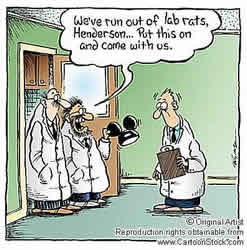 We've run out of lab rats,
Henderson... Put this on
and come with us.
© Original Artist
Reproduction rights obtainable from
www.CartoonStock.com